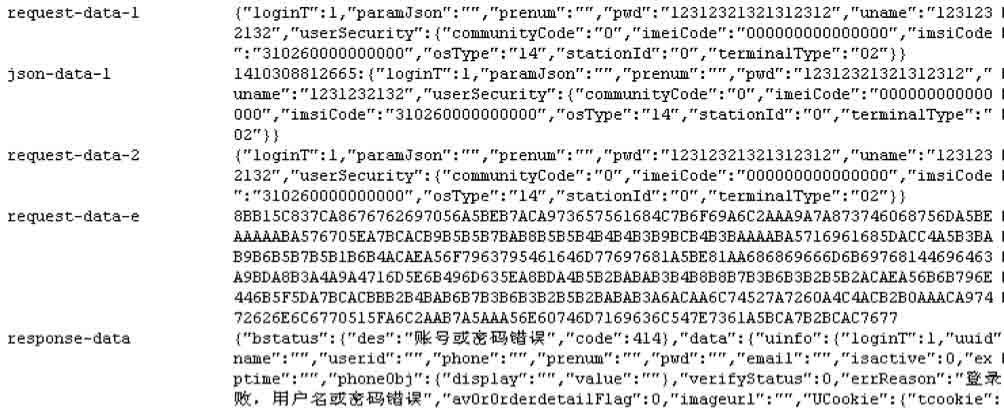 request-data-1 {"loginT":1,"paramJson":"","prenum":"","pwd":"12312321321312312","uname":"123123
2132","userSecurity":{"communityCode":"0","imeiCode":"000000000000000","imsiCode
":"310260000000000","osType":"14","stationId":"0","terminalType":"02"}}
json-data-1 1410308812665:{"loginT":1,"paramJson":"","prenum":"","pwd":"12312321321312312","
uname":"1231232132","userSecurity":{"communityCode":"0","imeiCode":"000000000000
000","imsiCode":"310260000000000","osType":"14","stationId":"0","terminalType":"
02"}}
request-data-2 {"loginT":1,"paramJson":"","prenum":"","pwd":"12312321321312312","uname":"123123
2132","userSecurity":{"communityCode":"0","imeiCode":"000000000000000","imsiCode
":"310260000000000","osType":"14","stationId":"0","terminalType":"02"}}
request-data-e 8BB15C837CA8676762697056A5BEB7ACA973657561684C7B6F69A6C2AAA9A7A873746068756DA5BE
AAAAABA576705EA7BCACB9B5B5B7BAB8B5B5B4B4B4B3B9BCB4B3BAAAABA5716961685DACC4A5B3BA
B9B6B5B7B5B1B6B4ACAEA56F7963795461646D77697681A5BE81AA686869666D6B69768144696463
A9BDA8B3A4A9A4716D5E6B496D635EA8BDA4B5B2BABAB3B4B8B8B7B3B6B3B2B5B2ACAEA56B6B796E
446B5F5DA7BCACBBB2B4BAB6B7B3B6B3B2B5B2BABAB3A6ACAA6C74527A7260A4C4ACB2B0AAACA974
72626E6C6770515FA6C2AAB7A5AAA56E60746D7169636C547E7361A5BCA7B2BCAC7677
response-data {"bstatus":{"des":"账号或密码错误","code":414},"data":{"uinfo":{"loginT":1,"uuid"
name":"","userid":"","phone":"","prenum":"","pwd":"","email":"","isactive":0,"ex
ptime":"","phoneObj":{"display":"","value":""},"verifyStatus":0,"errReason":"登录
败，用户名或密码错误","avOrOrderdetailFlag":0,"imageurl":"","UCookie":{"tcookie":